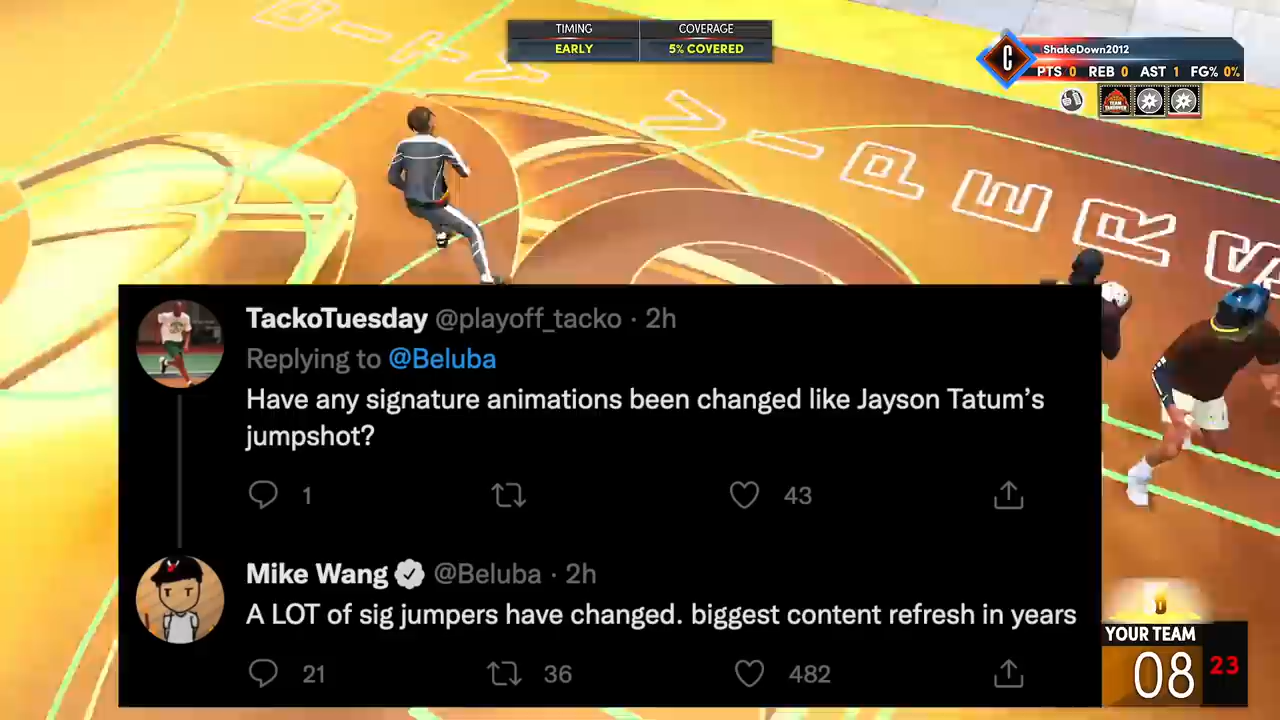 TIMING
COVERAGE
EARLY
5% COVERED
ShakeDown2012
C
PTS 0 REB 0 AST 1 FG% 0%
TackoTuesday @playoff_tacko · 2h
Replying to @Beluba
Have any signature animations been changed like Jayson Tatum’s
jumpshot?
1
43
Mike Wang @Beluba · 2h
A LOT of sig jumpers have changed. biggest content refresh in years
21
36
482
YOUR TEAM
08
23